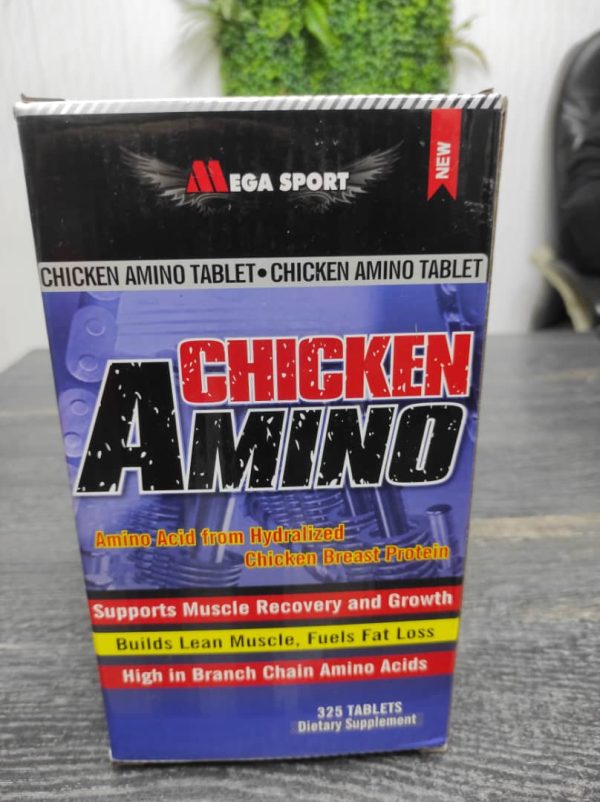 NEW
MEGA SPORT
CHICKEN AMINO TABLET•CHICKEN AMINO TABLET
CHICKEN
AMINO
Amino Acid from Hydralized
Chicken Breast Protein
Supports Muscle Recovery and Growth
Builds Lean Muscle, Fuels Fat Loss
High in Branch Chain Amino Acids
325 TABLETS
Dietary Supplement